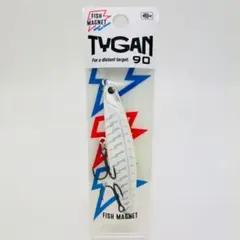 FISH
MAGNET
TYGAN
For a distant target. 90
FISH MAGNET